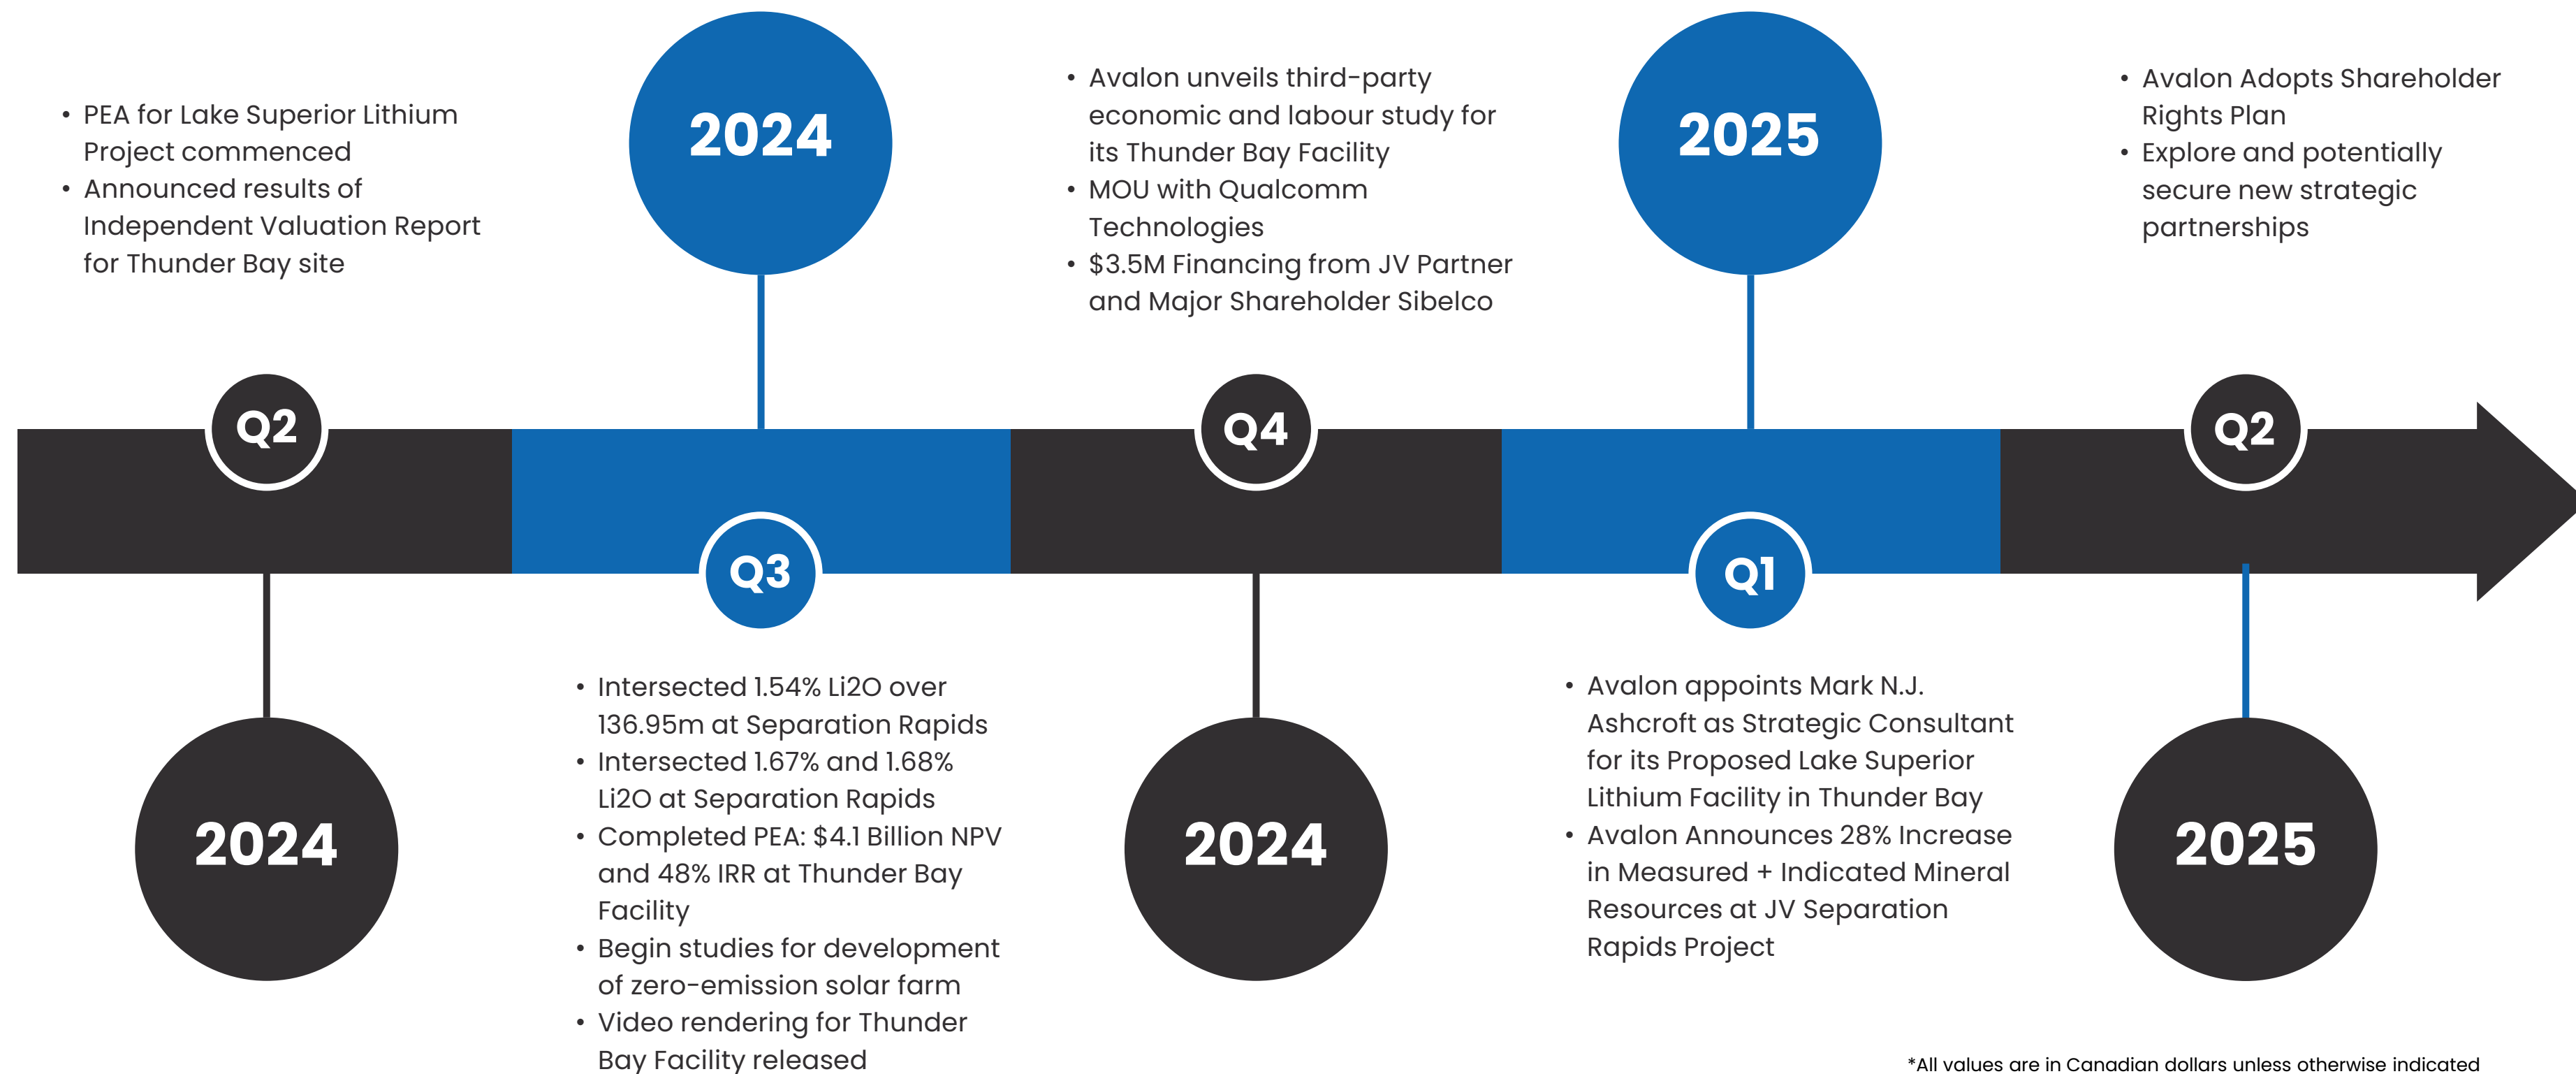 • PEA for Lake Superior Lithium
Project commenced
• Announced results of
Independent Valuation Report
for Thunder Bay site
Q2
2024
2024
Q3
• Intersected 1.54% Li2O over
136.95m at Separation Rapids
• Intersected 1.67% and 1.68%
Li2O at Separation Rapids
• Completed PEA: $4.1 Billion NPV
and 48% IRR at Thunder Bay
Facility
• Begin studies for development
of zero-emission solar farm
• Video rendering for Thunder
Bay Facility released
• Avalon unveils third-party
economic and labour study for
its Thunder Bay Facility
• MOU with Qualcomm
Technologies
• $3.5M Financing from JV Partner
and Major Shareholder Sibelco
Q4
2024
2025
Q1
• Avalon appoints Mark N.J.
Ashcroft as Strategic Consultant
for its Proposed Lake Superior
Lithium Facility in Thunder Bay
• Avalon Announces 28% Increase
in Measured + Indicated Mineral
Resources at JV Separation
Rapids Project
• Avalon Adopts Shareholder
Rights Plan
• Explore and potentially
secure new strategic
partnerships
Q2
2025
*All values are in Canadian dollars unless otherwise indicated